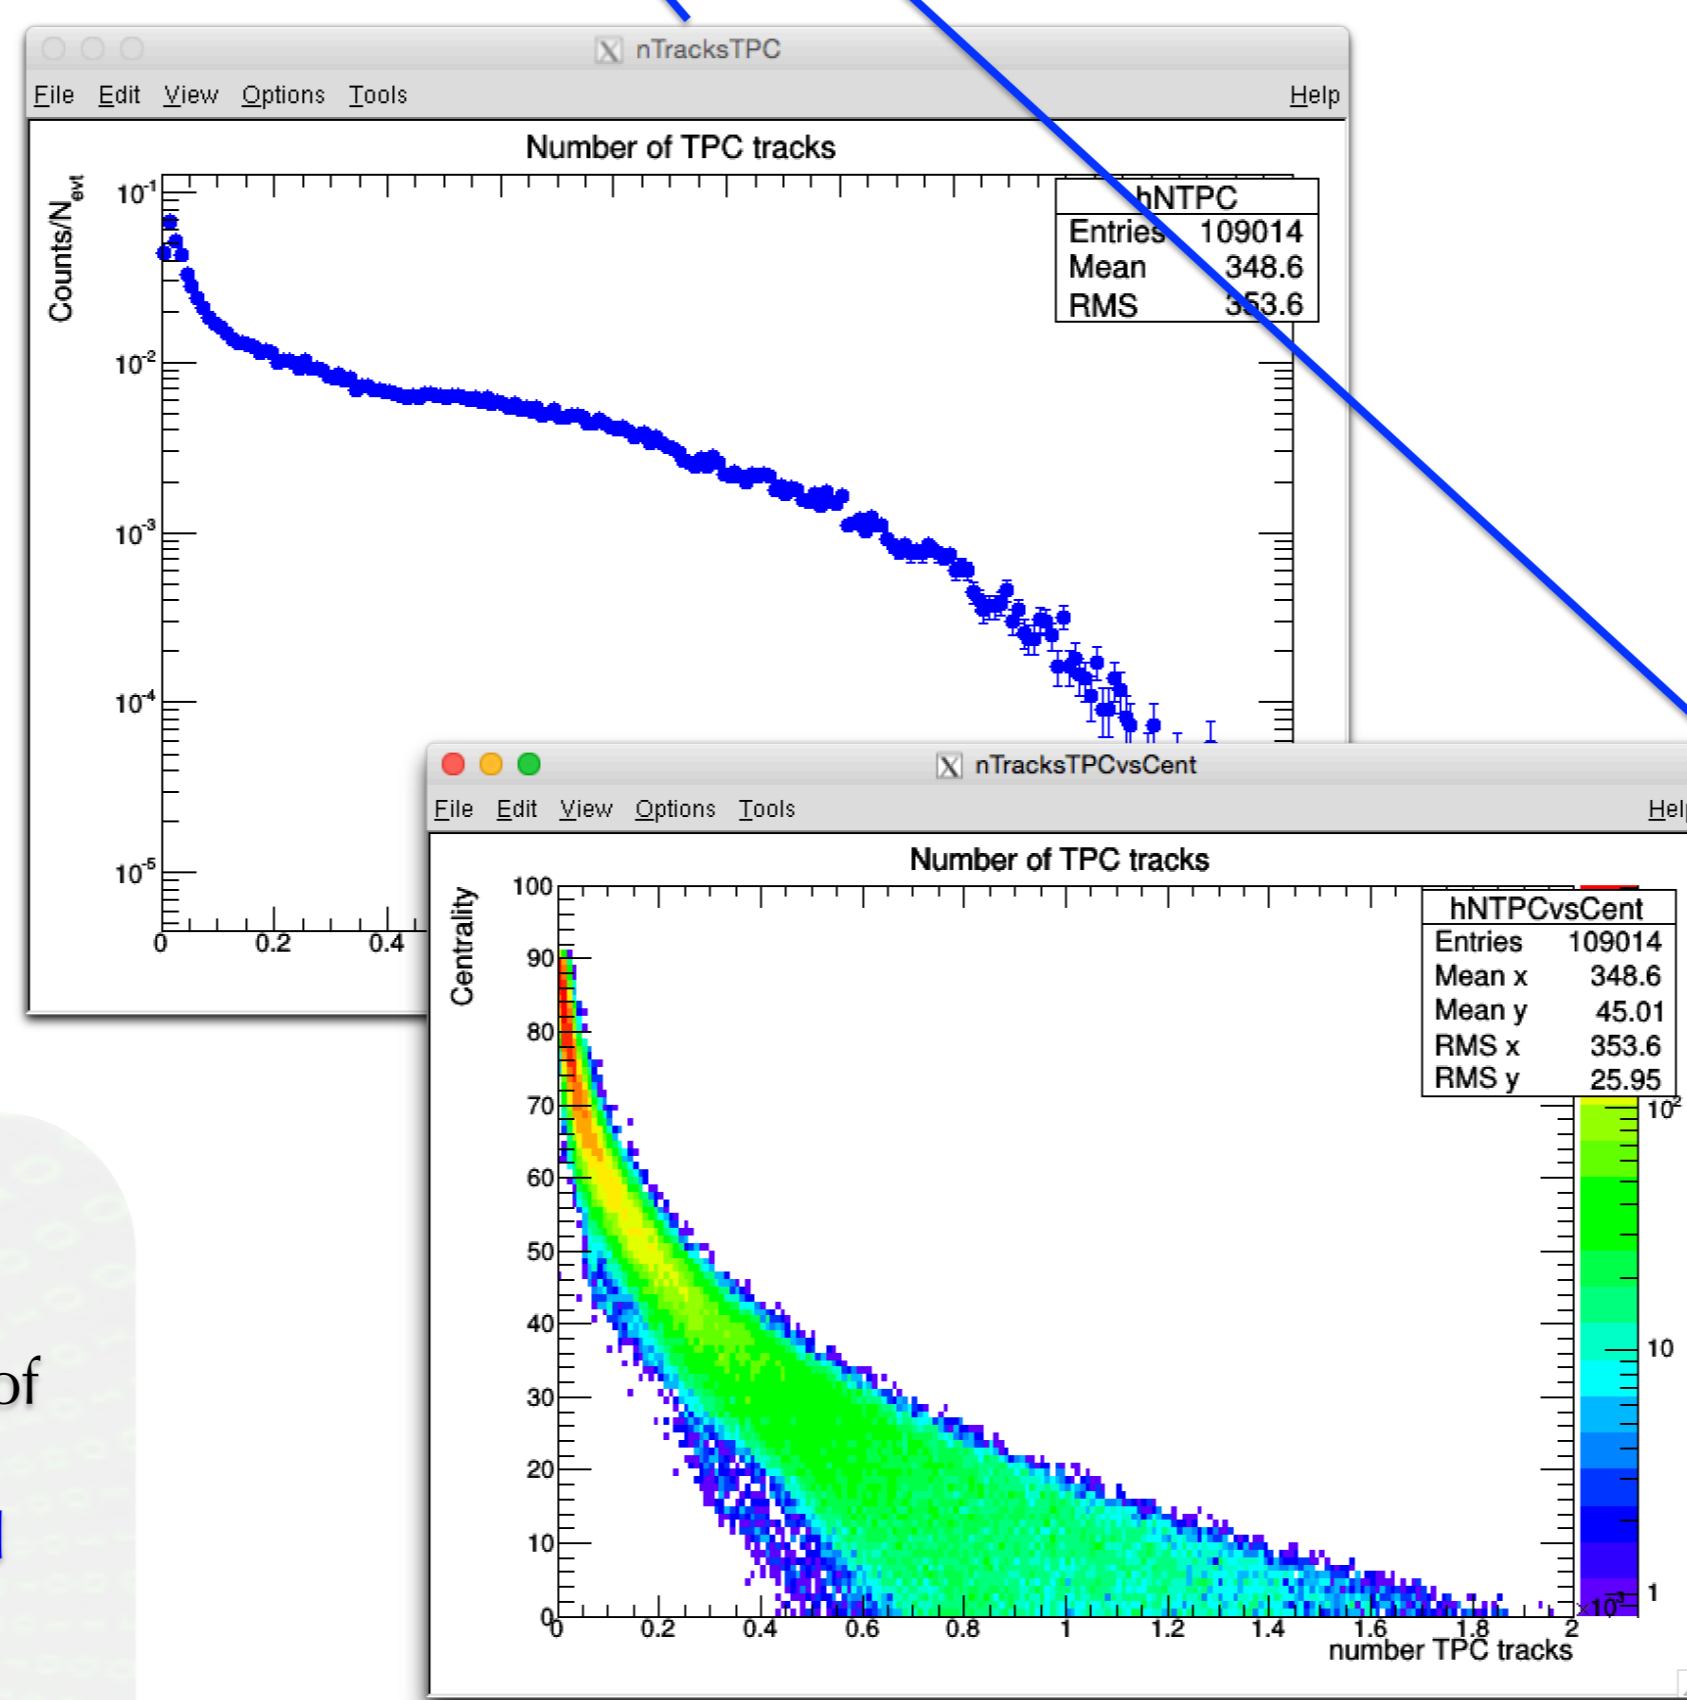 nTracksTPC
File Edit View Options Tools Help
Number of TPC tracks
Counts/Nevt
10-1
10-2
10-3
10-4
10-5
0 0.2 0.4
hNTPC
Entries 109014
Mean 348.6
RMS 353.6
nTracksTPCvsCent
File Edit View Options Tools Help
Number of TPC tracks
Centrality
100
90
80
70
60
50
40
30
20
10
0
0 0.2 0.4 0.6 0.8 1 1.2 1.4 1.6 1.8 2
×10³
number TPC tracks
hNTPCvsCent
Entries 109014
Mean x 348.6
Mean y 45.01
RMS x 353.6
RMS y 25.95
10²
10
1
of